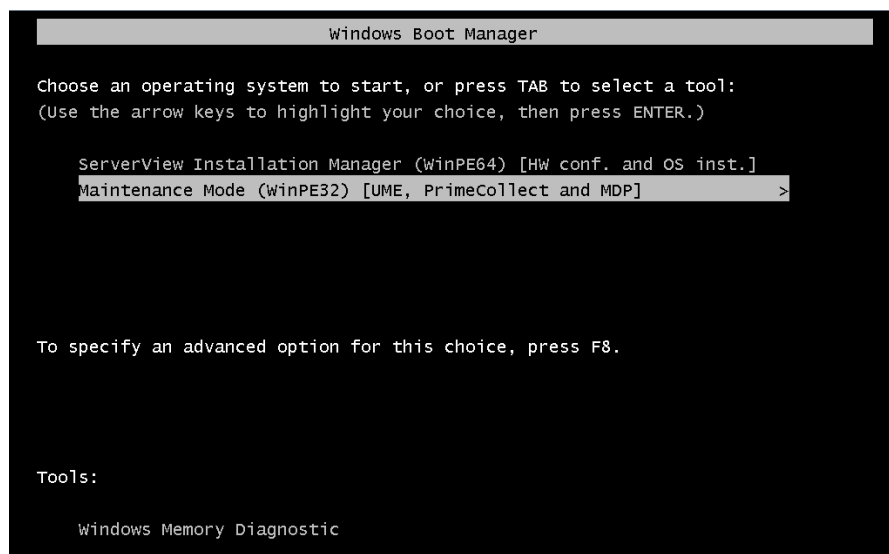 Windows Boot Manager
Choose an operating system to start, or press TAB to select a tool:
(Use the arrow keys to highlight your choice, then press ENTER.)
ServerView Installation Manager (WinPE64) [HW conf. and OS inst.]
Maintenance Mode (WinPE32) [UME, PrimeCollect and MDP] >
To specify an advanced option for this choice, press F8.
Tools:
Windows Memory Diagnostic